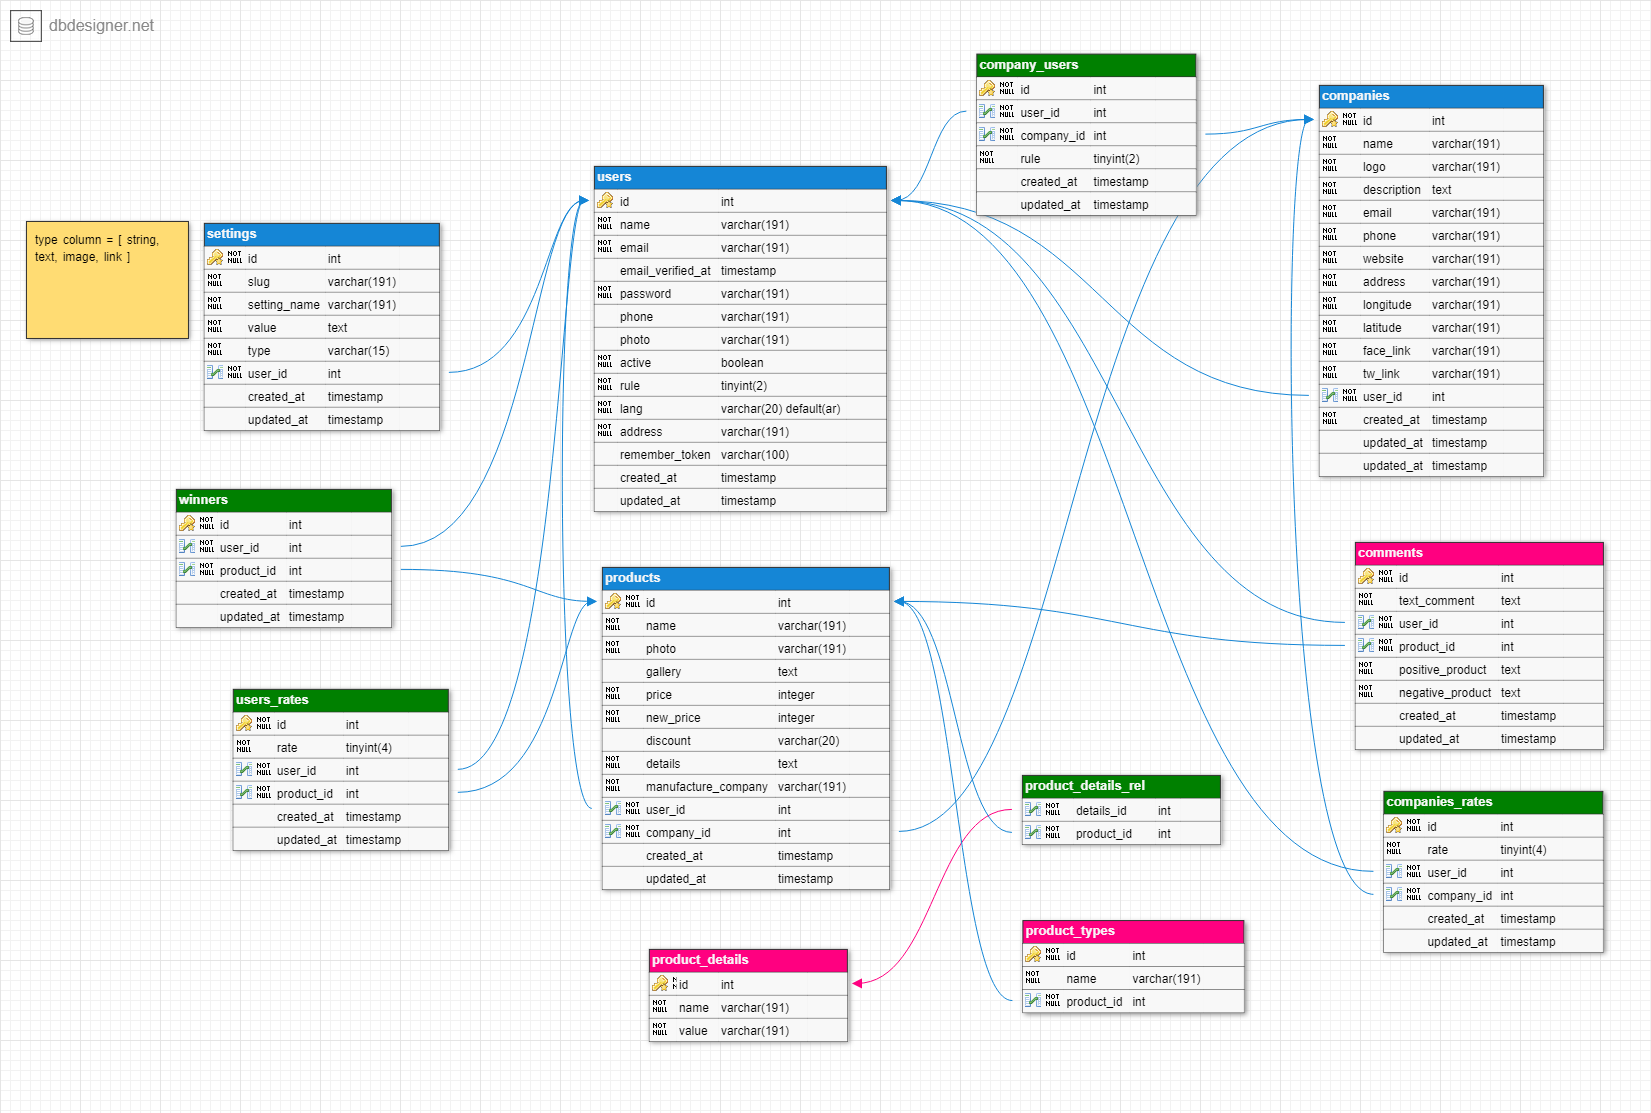 dbdesigner.net
type column = [ string,
text, image, link ]
settings
NOT NULL id int
NOT NULL slug varchar(191)
NOT NULL setting_name varchar(191)
NOT NULL value text
NOT NULL type varchar(15)
NOT NULL user_id int
created_at timestamp
updated_at timestamp
winners
NOT NULL id int
NOT NULL user_id int
NOT NULL product_id int
created_at timestamp
updated_at timestamp
users_rates
NOT NULL id int
NOT NULL rate tinyint(4)
NOT NULL user_id int
NOT NULL product_id int
created_at timestamp
updated_at timestamp
users
id int
NOT NULL name varchar(191)
NOT NULL email varchar(191)
email_verified_at timestamp
NOT NULL password varchar(191)
phone varchar(191)
photo varchar(191)
NOT NULL active boolean
NOT NULL rule tinyint(2)
NOT NULL lang varchar(20) default(ar)
NOT NULL address varchar(191)
remember_token varchar(100)
created_at timestamp
updated_at timestamp
products
NOT NULL id int
NOT NULL name varchar(191)
NOT NULL photo varchar(191)
gallery text
NOT NULL price integer
NOT NULL new_price integer
discount varchar(20)
NOT NULL details text
NOT NULL manufacture_company varchar(191)
NOT NULL user_id int
NOT NULL company_id int
created_at timestamp
updated_at timestamp
product_details
N N id int
NOT NULL name varchar(191)
NOT NULL value varchar(191)
company_users
NOT NULL id int
NOT NULL user_id int
NOT NULL company_id int
NOT NULL rule tinyint(2)
created_at timestamp
updated_at timestamp
product_details_rel
NOT NULL details_id int
NOT NULL product_id int
product_types
NOT NULL id int
NOT NULL name varchar(191)
NOT NULL product_id int
companies
NOT NULL id int
NOT NULL name varchar(191)
NOT NULL logo varchar(191)
NOT NULL description text
NOT NULL email varchar(191)
NOT NULL phone varchar(191)
NOT NULL website varchar(191)
NOT NULL address varchar(191)
NOT NULL longitude varchar(191)
NOT NULL latitude varchar(191)
NOT NULL face_link varchar(191)
NOT NULL tw_link varchar(191)
NOT NULL user_id int
NOT NULL created_at timestamp
updated_at timestamp
updated_at timestamp
comments
NOT NULL id int
NOT NULL text_comment text
NOT NULL user_id int
NOT NULL product_id int
NOT NULL positive_product text
NOT NULL negative_product text
created_at timestamp
updated_at timestamp
companies_rates
NOT NULL id int
NOT NULL rate tinyint(4)
NOT NULL user_id int
NOT NULL company_id int
created_at timestamp
updated_at timestamp